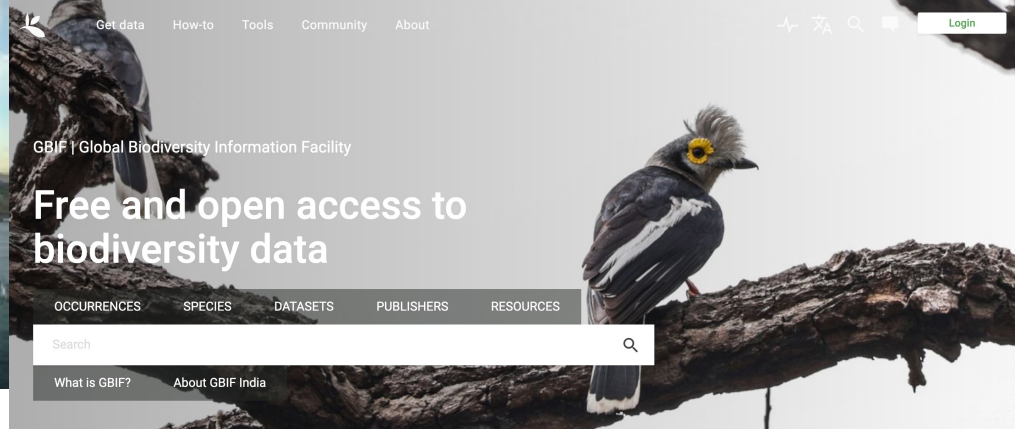 Get data How-to Tools Community About Login
GBIF | Global Biodiversity Information Facility
Free and open access to
biodiversity data
OCCURRENCES SPECIES DATASETS PUBLISHERS RESOURCES
Search
What is GBIF? About GBIF India